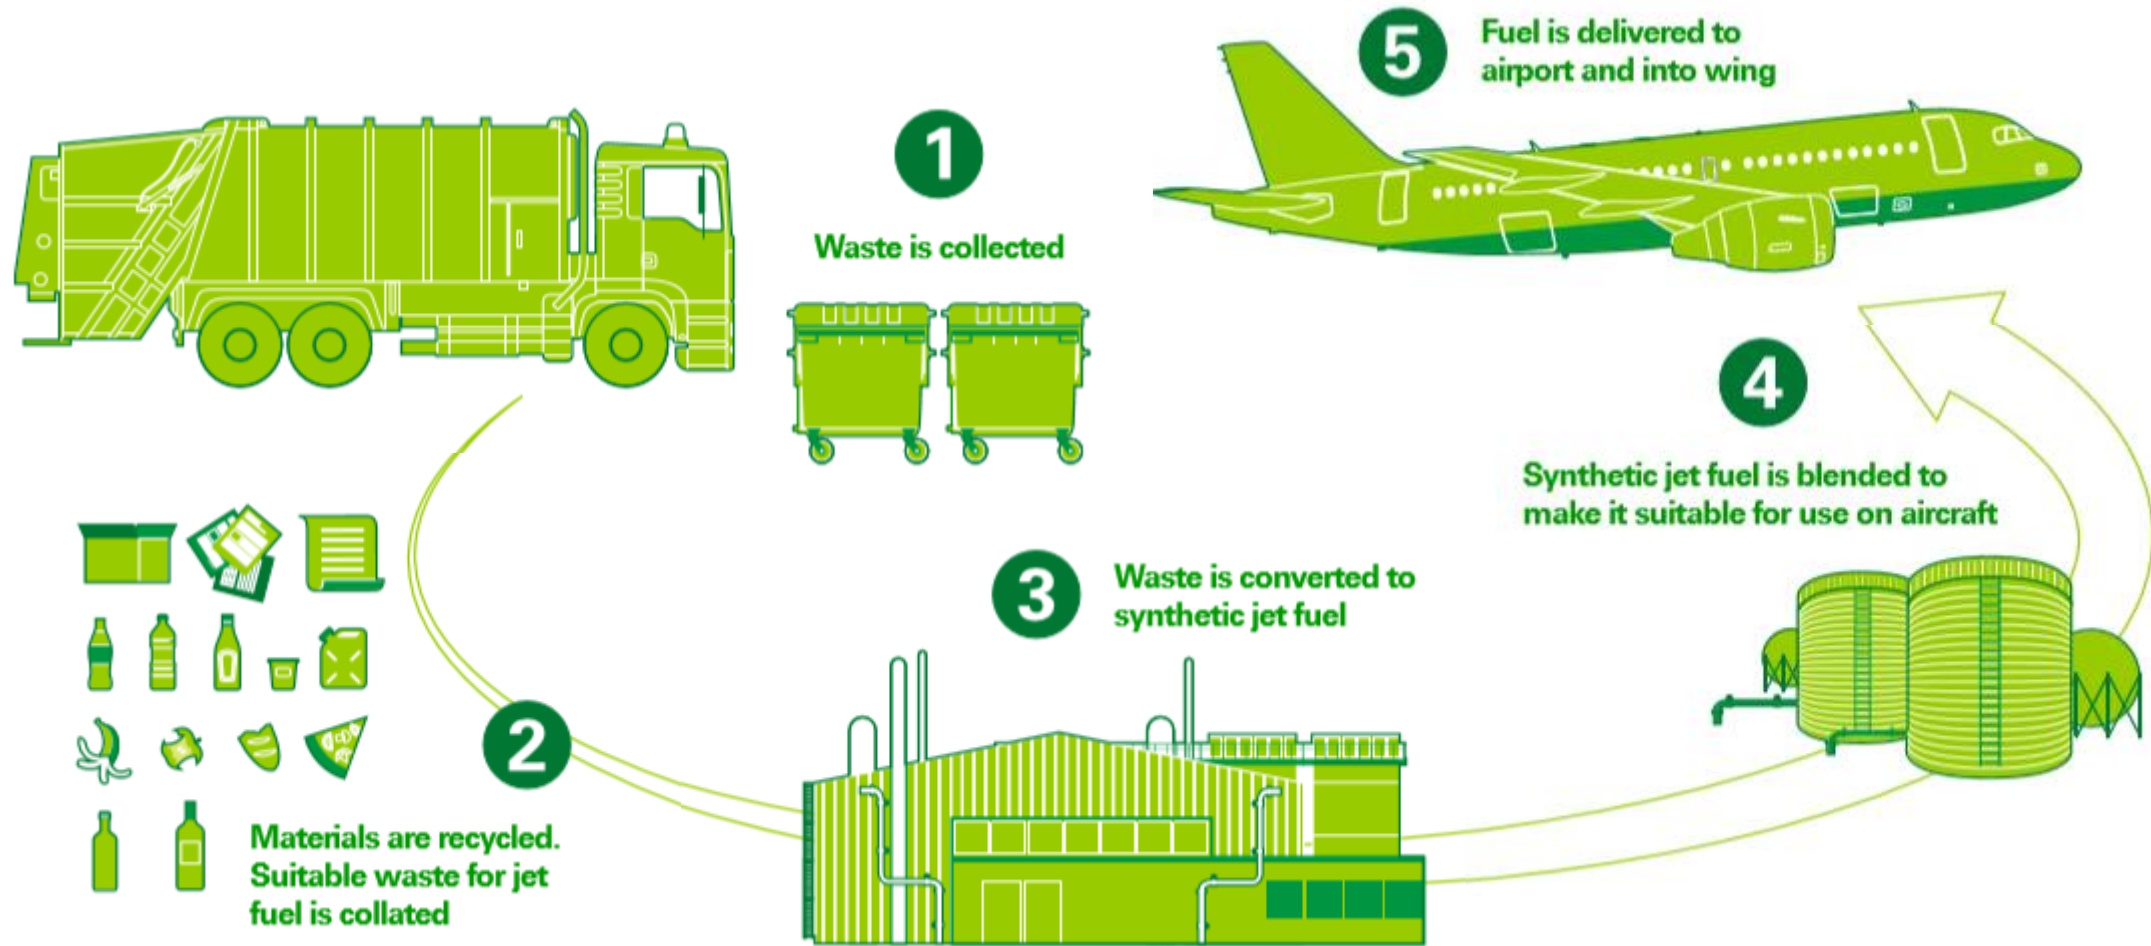 1
Waste is collected
2
Materials are recycled.
Suitable waste for jet
fuel is collated
3
Waste is converted to
synthetic jet fuel
4
Synthetic jet fuel is blended to
make it suitable for use on aircraft
5
Fuel is delivered to
airport and into wing